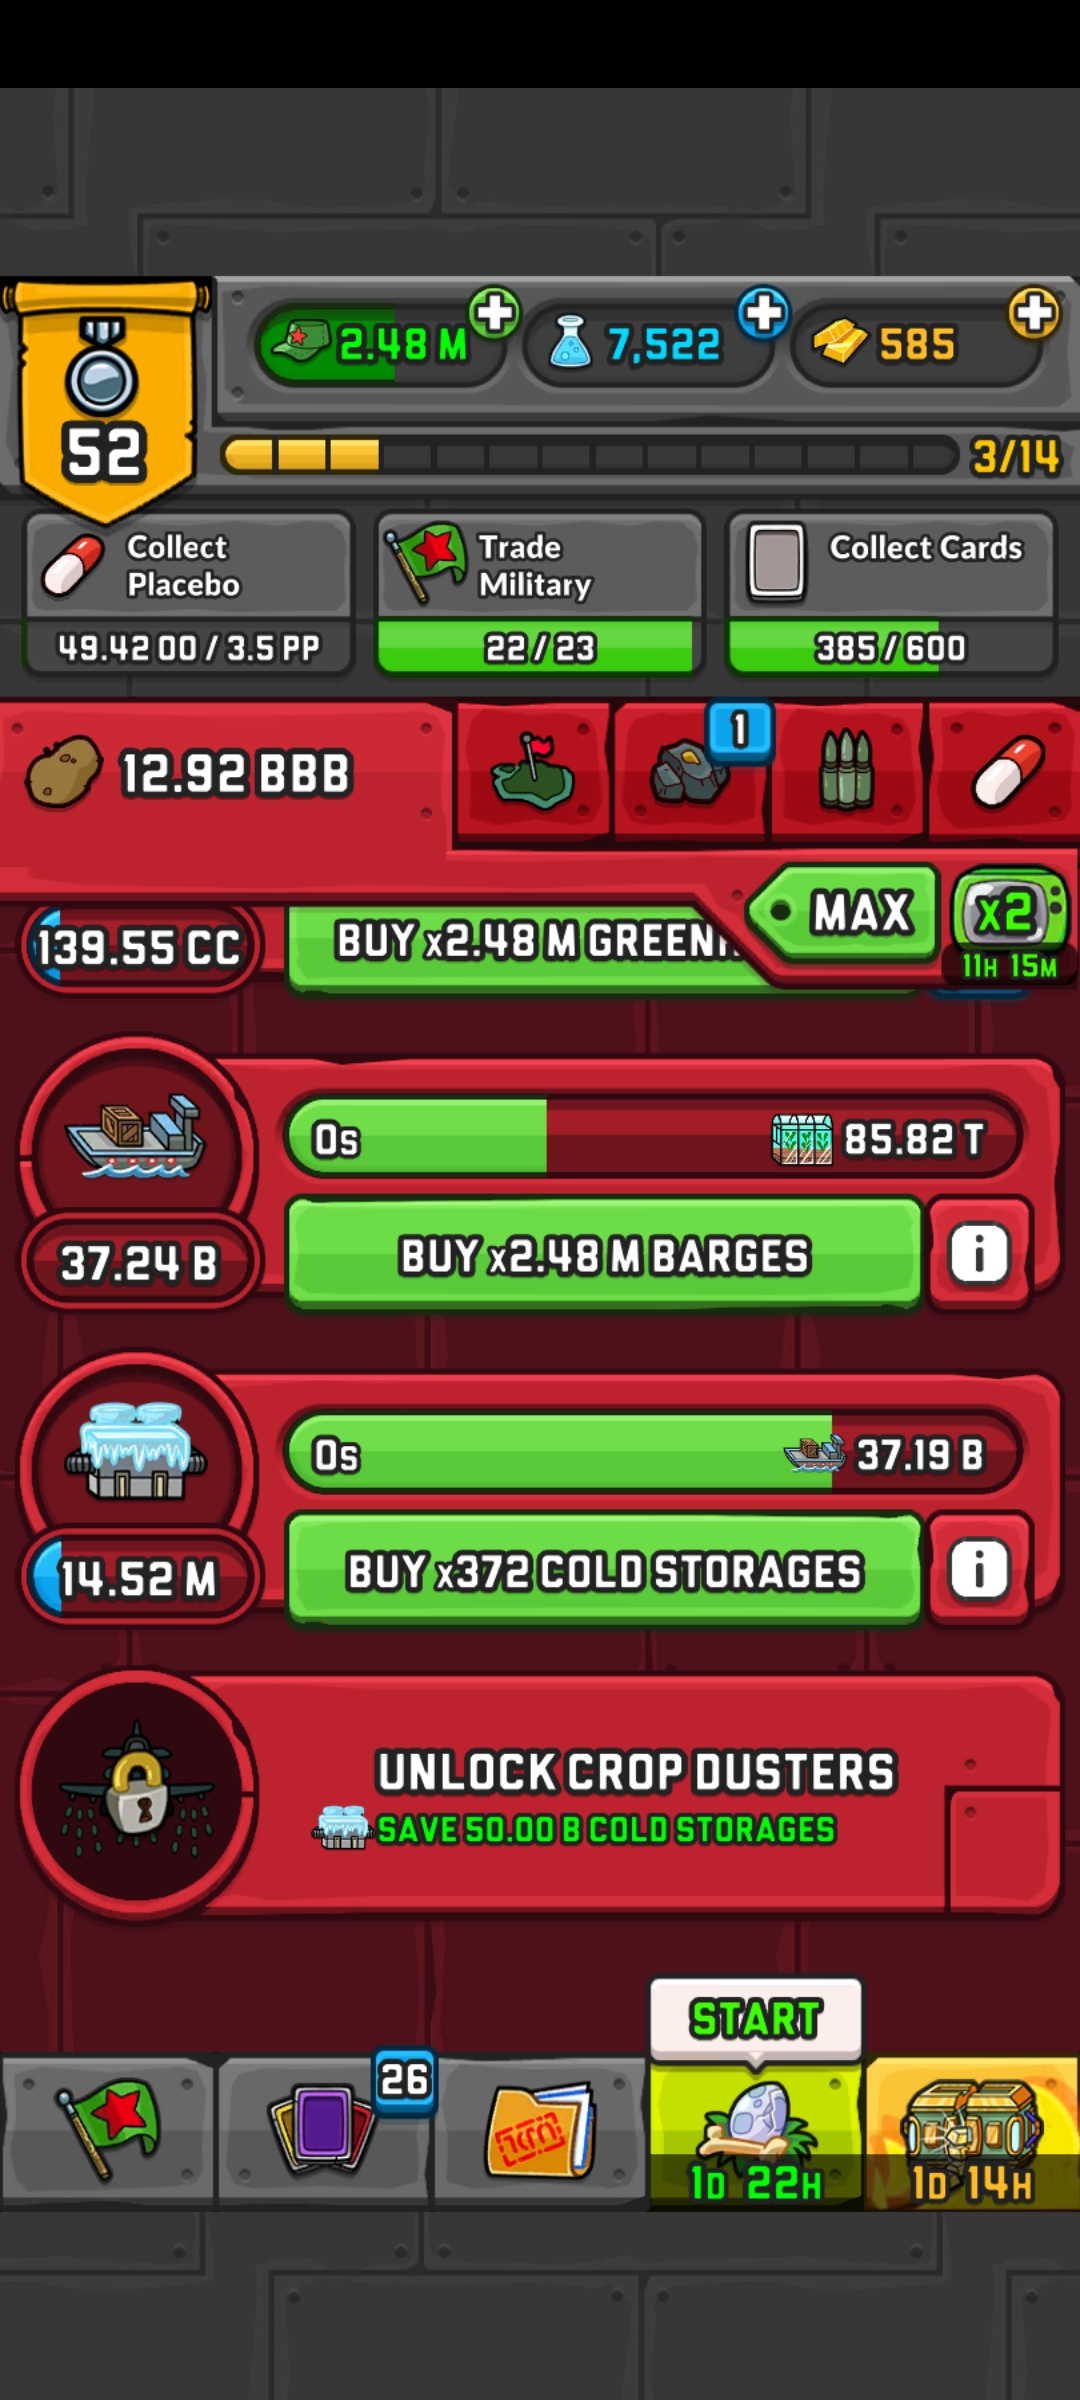 2.48 M
7,522
585
52
3/14
Collect
Placebo
49.42 OO / 3.5 PP
Trade
Military
22 / 23
Collect Cards
385 / 600
12.92 BBB
1
MAX
x2
11H 15M
139.55 CC
BUY x2.48 M
0s
85.82 T
37.24 B
BUY x2.48 M BARGES
i
0s
37.19 B
14.52 M
BUY x372 COLD STORAGES
i
UNLOCK CROP DUSTERS
SAVE 50.00 B COLD STORAGES
START
26
1D 22H
1D 14H